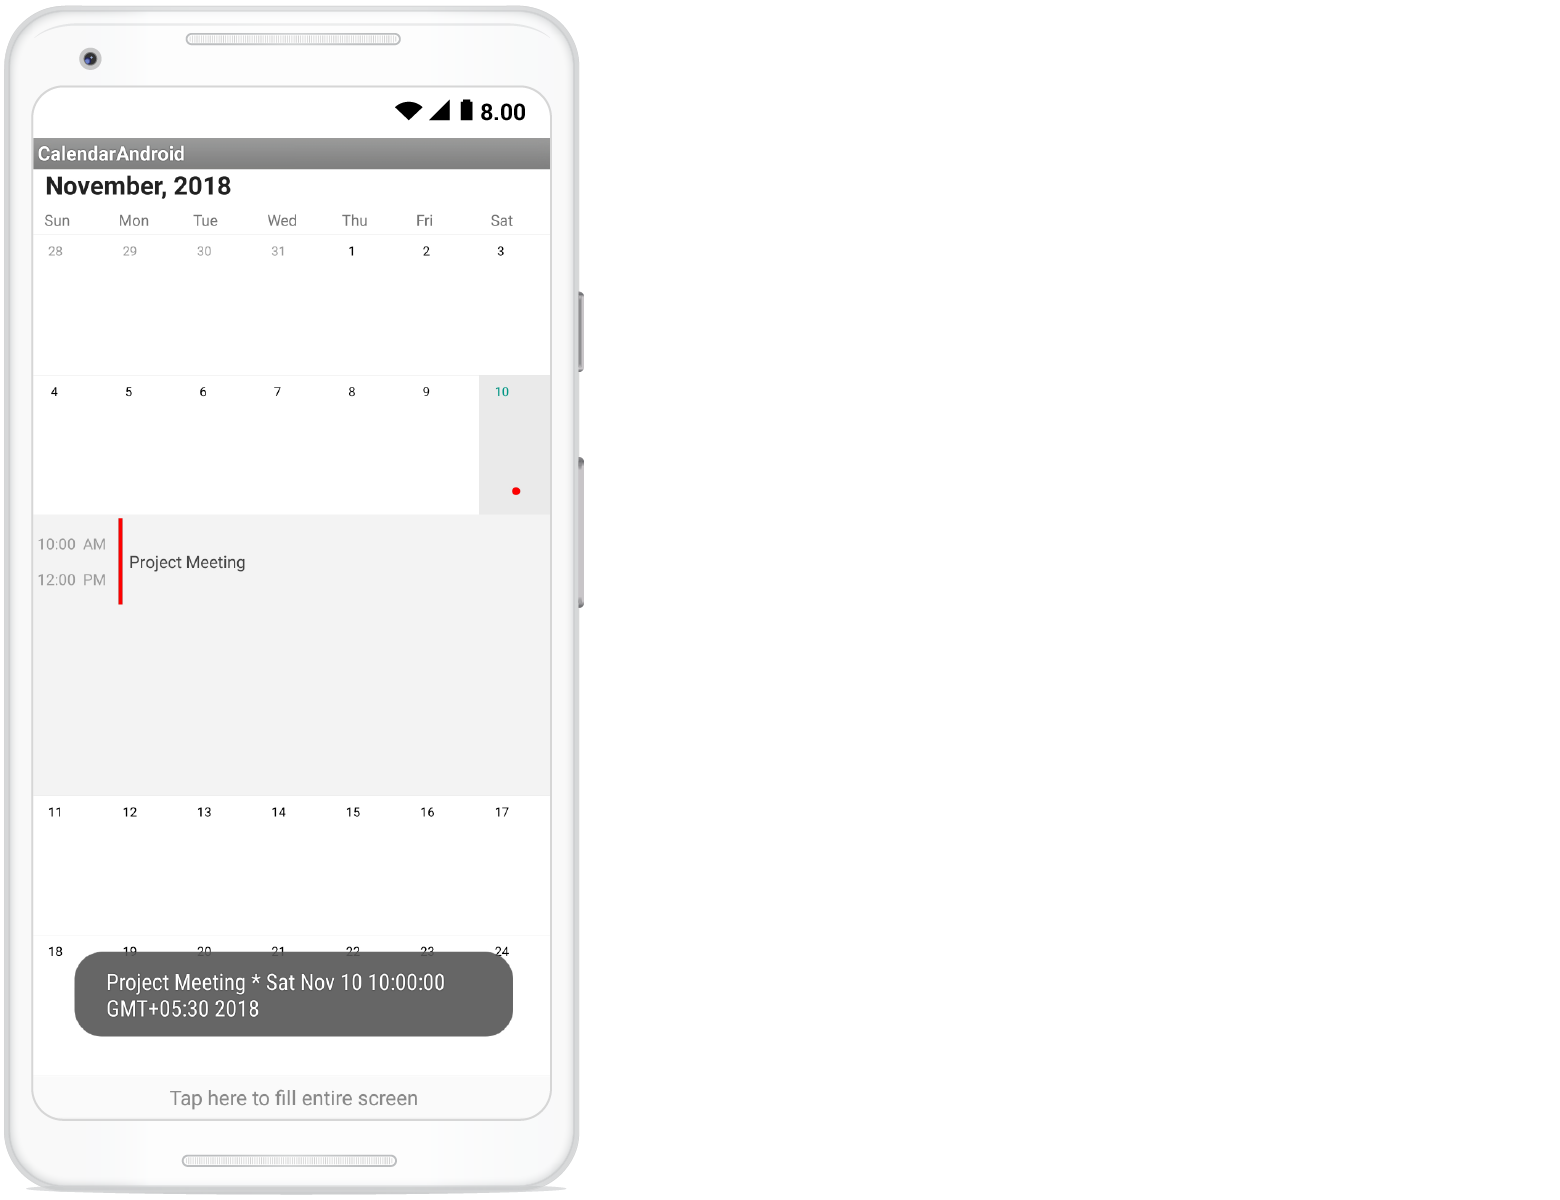 8.00
CalendarAndroid
November, 2018
Sun Mon Tue Wed Thu Fri Sat
28 29 30 31 1 2 3
4 5 6 7 8 9 10
10:00 AM
Project Meeting
12:00 PM
11 12 13 14 15 16 17
18 19 20 21 22 23 24
Project Meeting * Sat Nov 10 10:00:00
GMT+05:30 2018
Tap here to fill entire screen